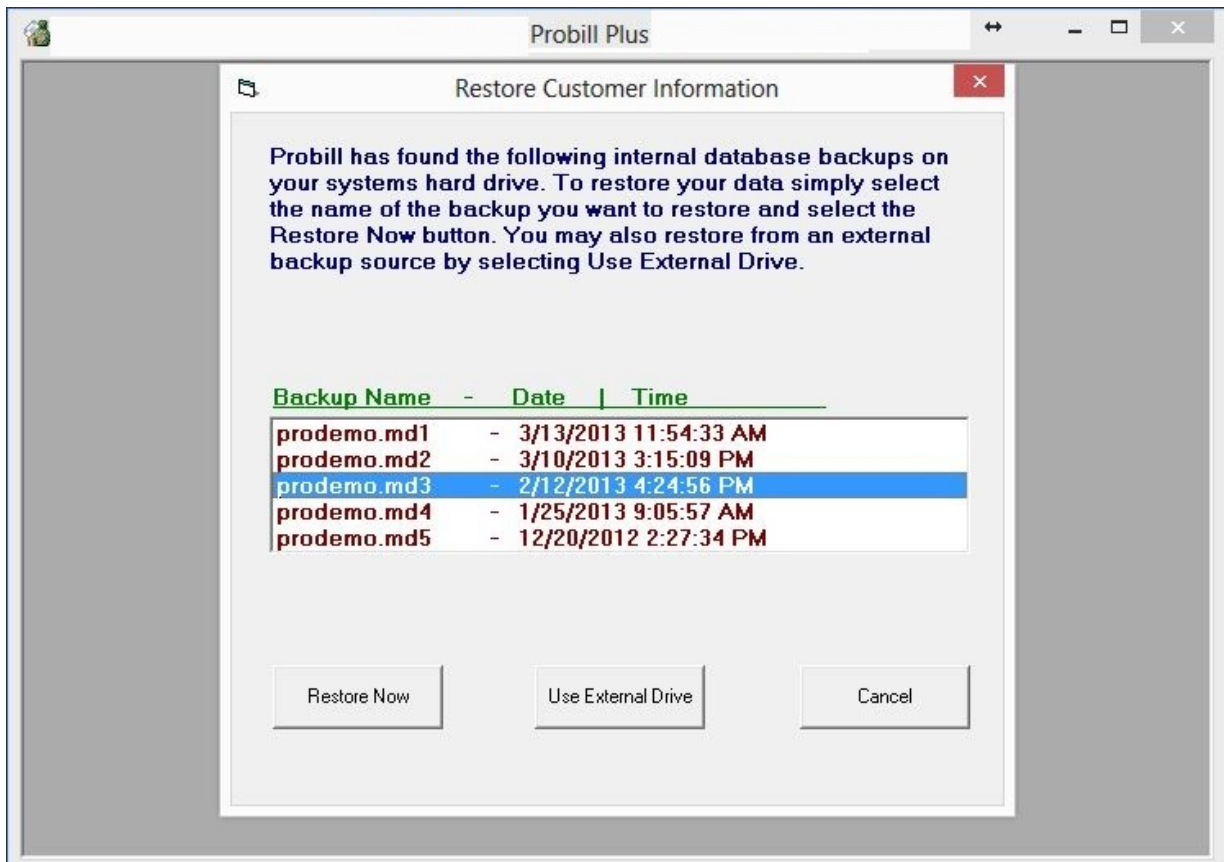 Probill Plus
Restore Customer Information
Probill has found the following internal database backups on
your systems hard drive. To restore your data simply select
the name of the backup you want to restore and select the
Restore Now button. You may also restore from an external
backup source by selecting Use External Drive.
Backup Name - Date | Time
prodemo.md1 - 3/13/2013 11:54:33 AM
prodemo.md2 - 3/10/2013 3:15:09 PM
prodemo.md3 - 2/12/2013 4:24:56 PM
prodemo.md4 - 1/25/2013 9:05:57 AM
prodemo.md5 - 12/20/2012 2:27:34 PM
Restore Now Use External Drive Cancel